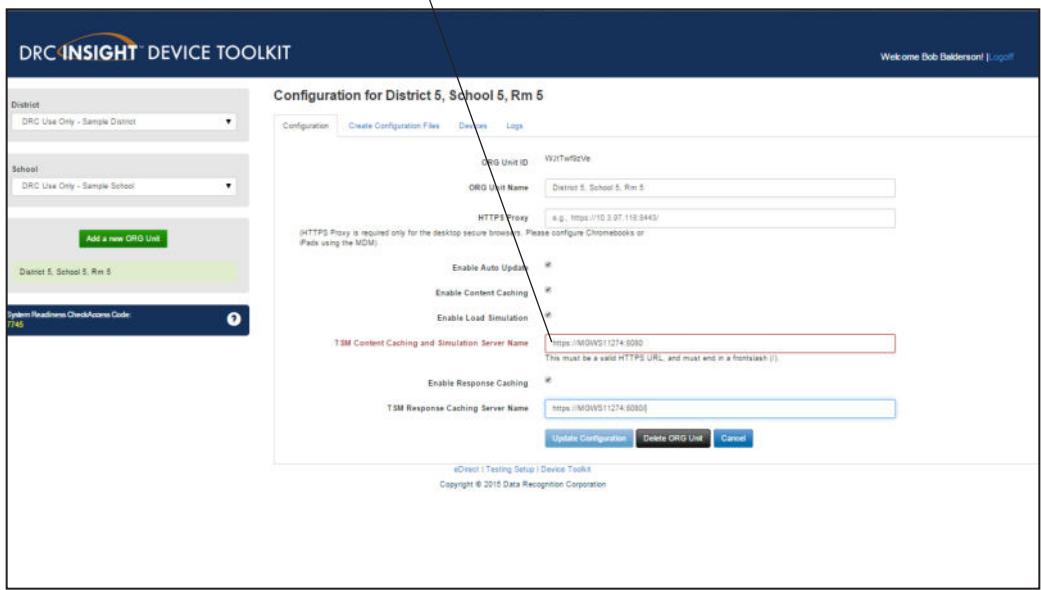 DRC INSIGHT™ DEVICE TOOLKIT
Welcome Bob Balderson! |Logoff
District
DRC Use Only - Sample District
School
DRC Use Only - Sample School
Add a new ORG Unit
District 5, School 5, Rm 5
System Readiness CheckAccess Code:
7745
?
Configuration for District 5, School 5, Rm 5
Configuration Create Configuration Files Devices Logs
ORG Unit ID
ORG Unit Name District 5, School 5, Rm 5
HTTPS Proxy e.g., https://10.3.97.118:8443/
(HTTPS Proxy is required only for the desktop secure browsers. Please configure Chromebooks or
iPads using the MDM)
Enable Auto Update
Enable Content Caching
Enable Load Simulation
TSM Content Caching and Simulation Server Name https://MGWS11274:8080
This must be a valid HTTPS URL, and must end in a frontslash (/).
Enable Response Caching
TSM Response Caching Server Name https://MGWS11274:8080/
Update Configuration Delete ORG Unit Cancel
eDirect | Testing Setup | Device Toolkit
Copyright © 2015 Data Recognition Corporation